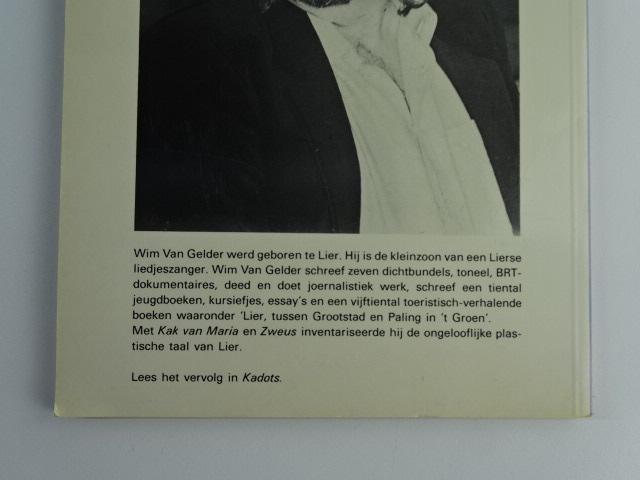 Wim Van Gelder werd geboren te Lier. Hij is de kleinzoon van een Lierse
liedjeszanger. Wim Van Gelder schreef zeven dichtbundels, toneel, BRT-
dokumentaires, deed en doet joernalistiek werk, schreef een tiental
jeugdboeken, kursiefjes, essay's en een vijftiental toeristisch-verhalende
boeken waaronder 'Lier, tussen Grootstad en Paling in 't Groen'.
Met Kak van Maria en Zweus inventariseerde hij de ongelooflijke plas-
tische taal van Lier.
Lees het vervolg in Kadots.